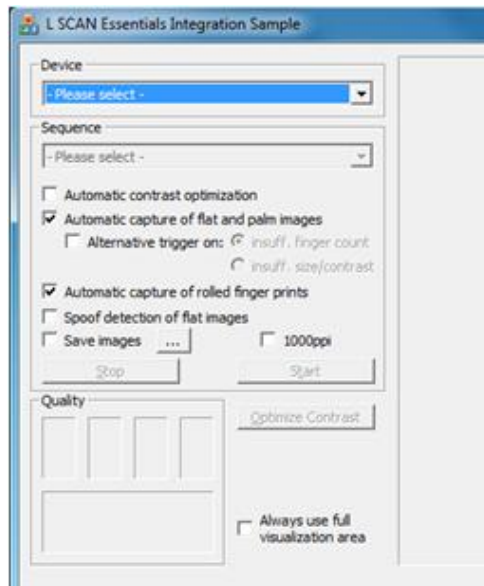 L SCAN Essentials Integration Sample
Device
- Please select -
Sequence
- Please select -
Automatic contrast optimization
Automatic capture of flat and palm images
Alternative trigger on: insuff. finger count
insuff. size/contrast
Automatic capture of rolled finger prints
Spoof detection of flat images
Save images ... 1000ppi
Stop Start
Quality
Optimize Contrast
Always use full
visualization area